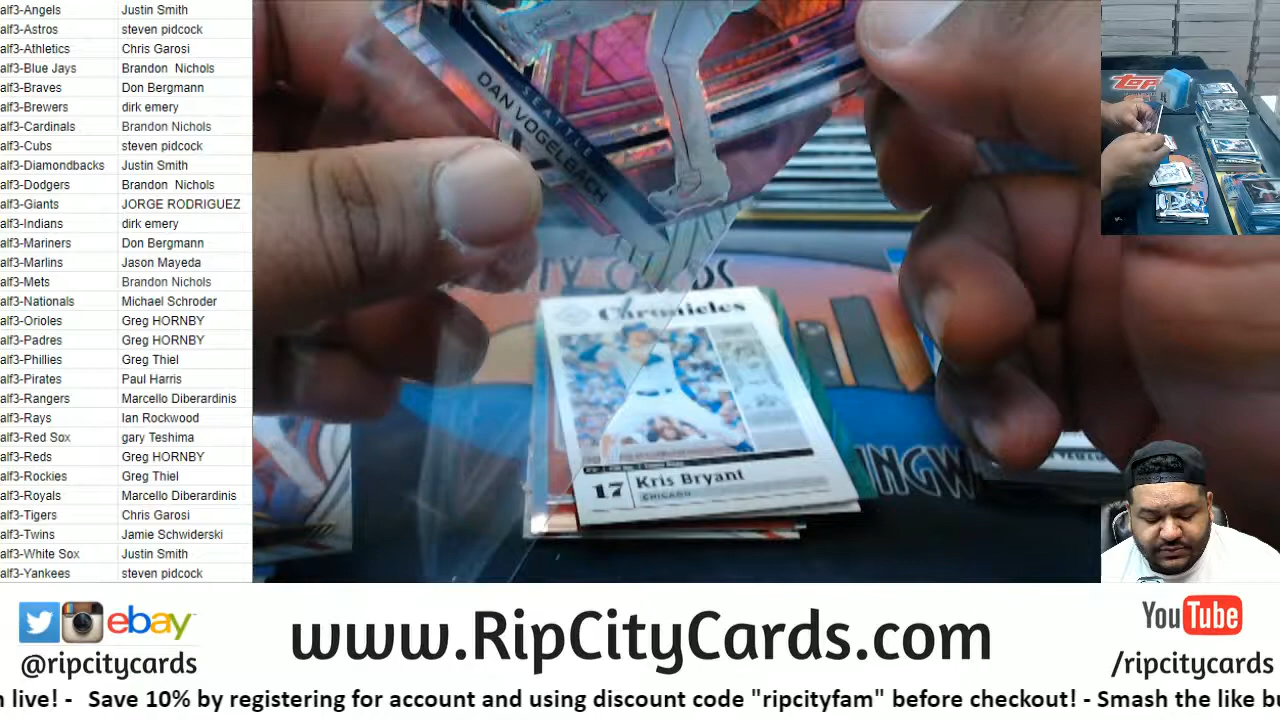 alf3-Angels Justin Smith
alf3-Astros steven pidcock
alf3-Athletics Chris Garosi
alf3-Blue Jays Brandon Nichols
alf3-Braves Don Bergmann
alf3-Brewers dirk emery
alf3-Cardinals Brandon Nichols
alf3-Cubs steven pidcock
alf3-Diamondbacks Justin Smith
alf3-Dodgers Brandon Nichols
alf3-Giants JORGE RODRIGUEZ
alf3-Indians dirk emery
alf3-Mariners Don Bergmann
alf3-Marlins Jason Mayeda
alf3-Mets Brandon Nichols
alf3-Nationals Michael Schroder
alf3-Orioles Greg HORNBY
alf3-Padres Greg HORNBY
alf3-Phillies Greg Thiel
alf3-Pirates Paul Harris
alf3-Rangers Marcello Diberardinis
alf3-Rays Ian Rockwood
alf3-Red Sox gary Teshima
alf3-Reds Greg HORNBY
alf3-Rockies Greg Thiel
alf3-Royals Marcello Diberardinis
alf3-Tigers Chris Garosi
alf3-Twins Jamie Schwiderski
alf3-White Sox Justin Smith
alf3-Yankees steven pidcock
SEATTLE
DAN VOGELBACH
TY CARDS
Chronicles
17 Kris Bryant
CHICAGO
INGW
Topps
ebay
@ripcitycards
www.RipCityCards.com
YouTube
/ripcitycards
n live! - Save 10% by registering for account and using discount code "ripcityfam" before checkout! - Smash the like bu